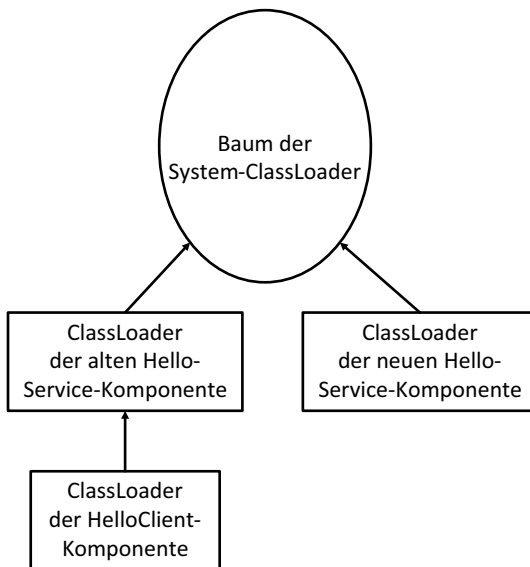 Baum der
System-ClassLoader
ClassLoader
der alten Hello-
Service-Komponente
ClassLoader
der neuen Hello-
Service-Komponente
ClassLoader
der HelloClient-
Komponente